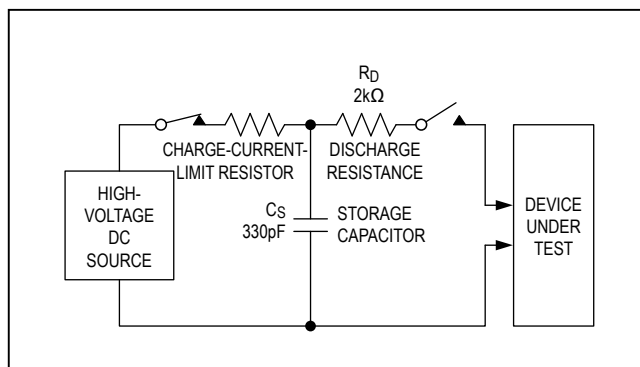 RD
2kΩ
CHARGE-CURRENT-
LIMIT RESISTOR
DISCHARGE
RESISTANCE
HIGH-
VOLTAGE
DC
SOURCE
CS
330pF
STORAGE
CAPACITOR
DEVICE
UNDER
TEST